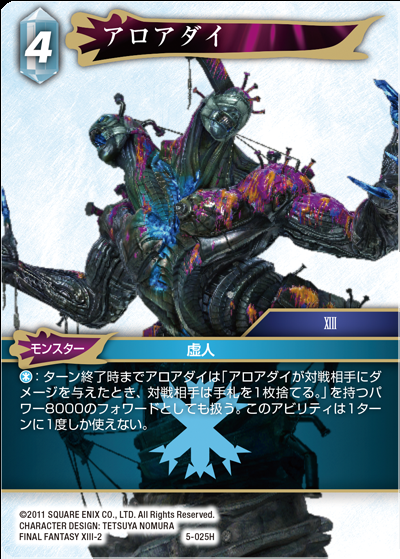 4
アロアダイ
XIII
モンスター
虚人
:ターン終了時までアロアダイは「アロアダイが対戦相手にダ
メージを与えたとき、対戦相手は手札を1枚捨てる。」を持つパ
ワー8000のフォワードとしても扱う。このアビリティは1ターン
に1度しか使えない。
©2011 SQUARE ENIX CO., LTD. All Rights Reserved.
CHARACTER DESIGN: TETSUYA NOMURA
FINAL FANTASY XIII-2
5-025H